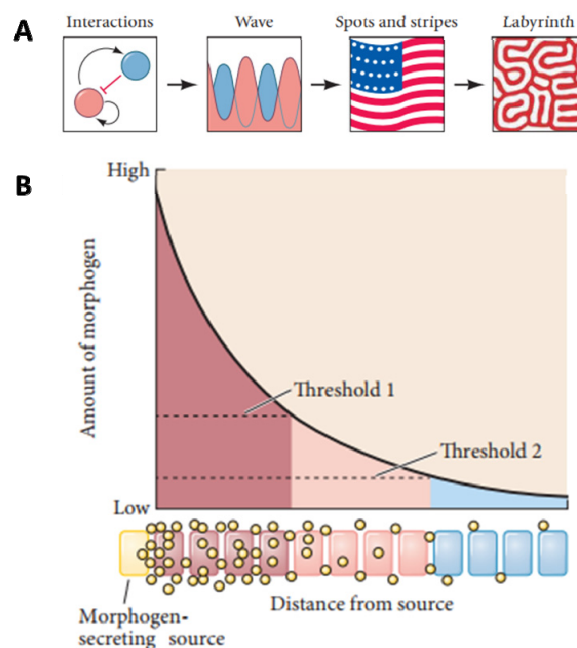 A
Interactions
Wave
Spots and stripes
Labyrinth
B
High
Amount of morphogen
Threshold 1
Threshold 2
Low
Distance from source
Morphogen-
secreting source